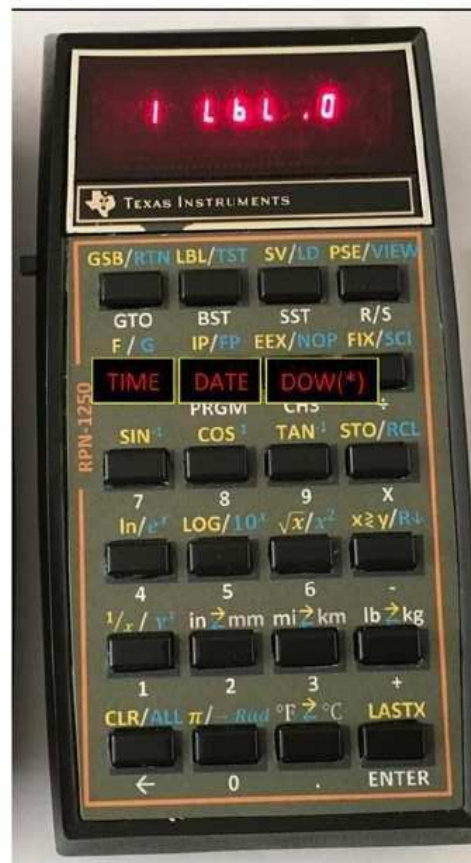 1 LbL .0
TEXAS INSTRUMENTS
GSB/RTN LBL/TST SV/LD PSE/VIEW
GTO BST SST R/S
F/G IP/FP EEX/NOP FIX/SCI
TIME DATE DOW(*)
PRGM CHS ÷
RPN-1250
SIN⁻¹ COS⁻¹ TAN⁻¹ STO/RCL
7 8 9 X
ln/eˣ LOG/10ˣ √x/x² x≷y/R↓
4 5 6 -
1/x / yˣ in⇄mm mi⇄km lb⇄kg
1 2 3 +
CLR/ALL π/→Rad °F⇄°C LASTX
← 0 . ENTER